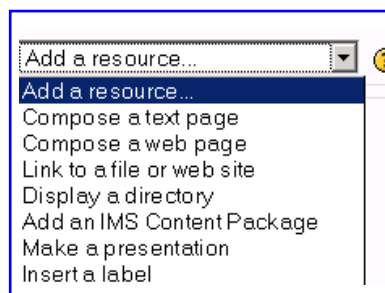 Add a resource...
Add a resource...
Compose a text page
Compose a web page
Link to a file or web site
Display a directory
Add an IMS Content Package
Make a presentation
Insert a label